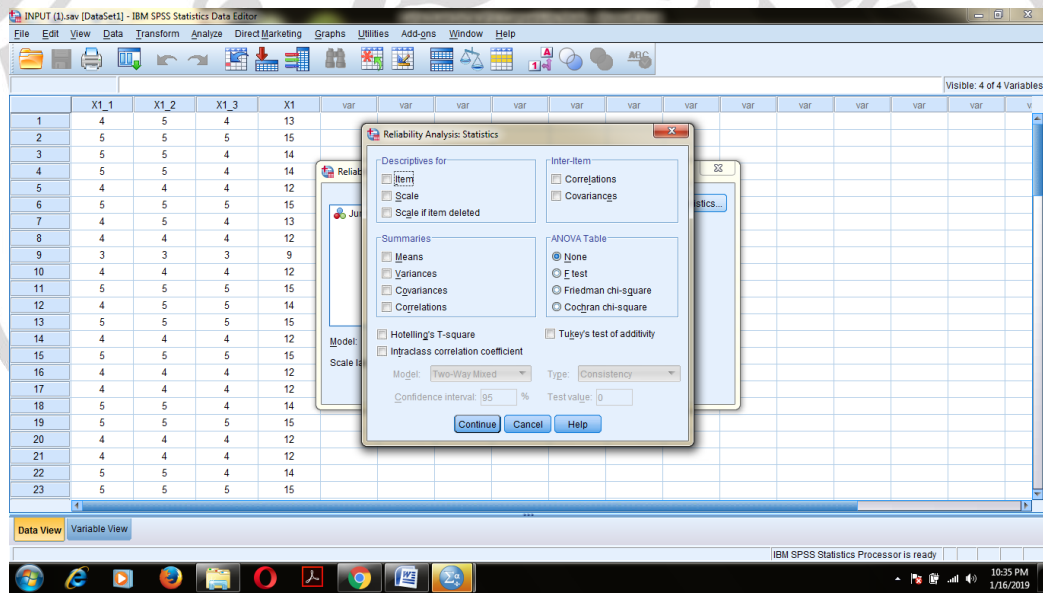 INPUT (1).sav [DataSet1] - IBM SPSS Statistics Data Editor
File Edit View Data Transform Analyze Direct Marketing Graphs Utilities Add-ons Window Help
Visible: 4 of 4 Variables
X1_1 X1_2 X1_3 X1 var var var var var var var var var var var var
1 4 5 4 13
2 5 5 5 15
3 5 5 4 14
4 5 5 4 14
5 4 4 4 12
6 5 5 5 15
7 4 5 4 13
8 4 4 4 12
9 3 3 3 9
10 4 4 4 12
11 5 5 5 15
12 4 5 5 14
13 5 5 5 15
14 4 4 4 12
15 5 5 5 15
16 4 4 4 12
17 4 4 4 12
18 5 5 4 14
19 5 5 5 15
20 4 4 4 12
21 4 4 4 12
22 5 5 4 14
23 5 5 5 15
Reliab
Ju
istics...
Model:
Scale la
Reliability Analysis: Statistics
Descriptives for
Item
Scale
Scale if item deleted
Inter-Item
Correlations
Covariances
Summaries
Means
Variances
Covariances
Correlations
ANOVA Table
None
F test
Friedman chi-square
Cochran chi-square
Hotelling's T-square
Tukey's test of additivity
Intraclass correlation coefficient
Model: Two-Way Mixed Type: Consistency
Confidence interval: 95 % Test value: 0
Continue Cancel Help
Data View Variable View
IBM SPSS Statistics Processor is ready
10:35 PM
1/16/2019